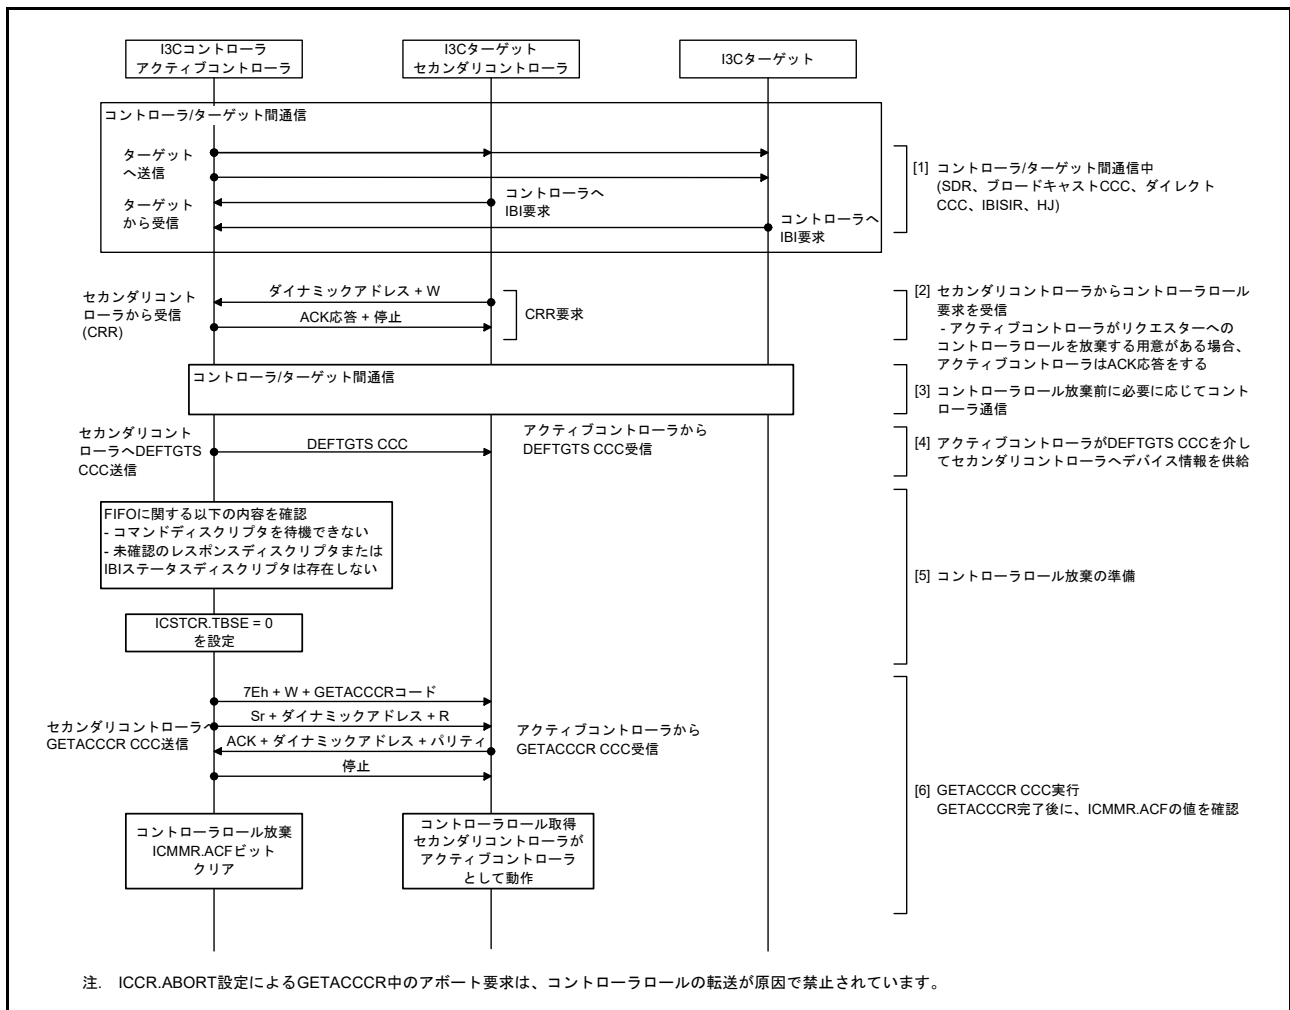 I3Cコントローラ
アクティブコントローラ
I3Cターゲット
セカンダリコントローラ
I3Cターゲット
コントローラ/ターゲット間通信
ターゲット
へ送信
ターゲット
から受信
コントローラへ
IBI要求
コントローラへ
IBI要求
[1] コントローラ/ターゲット間通信中
(SDR、ブロードキャストCCC、ダイレクト
CCC、IBISIR、HJ)
セカンダリコント
ローラから受信
(CRR)
ダイナミックアドレス + W
ACK応答 + 停止
CRR要求
[2] セカンダリコントローラからコントローラロール
要求を受信
- アクティブコントローラがリクエスターへの
コントローラロールを放棄する用意がある場合、
アクティブコントローラはACK応答をする
コントローラ/ターゲット間通信
[3] コントローラロール放棄前に必要に応じてコント
ローラ通信
セカンダリコント
ローラへDEFTGTS
CCC送信
DEFTGTS CCC
アクティブコントローラから
DEFTGTS CCC受信
[4] アクティブコントローラがDEFTGTS CCCを介し
てセカンダリコントローラへデバイス情報を供給
FIFOに関する以下の内容を確認
- コマンドディスクリプタを待機できない
- 未確認のレスポンスディスクリプタまたは
IBIステータスディスクリプタは存在しない
[5] コントローラロール放棄の準備
ICSTCR.TBSE = 0
を設定
7Eh + W + GETACCCRコード
Sr + ダイナミックアドレス + R
ACK + ダイナミックアドレス + パリティ
停止
セカンダリコントローラへ
GETACCCR CCC送信
アクティブコントローラから
GETACCCR CCC受信
[6] GETACCCR CCC実行
GETACCCR完了後に、ICMMR.ACFの値を確認
コントローラロール放棄
ICMMR.ACFビット
クリア
コントローラロール取得
セカンダリコントローラが
アクティブコントローラ
として動作
注. ICCR.ABORT設定によるGETACCCR中のアボート要求は、コントローラロールの転送が原因で禁止されています。